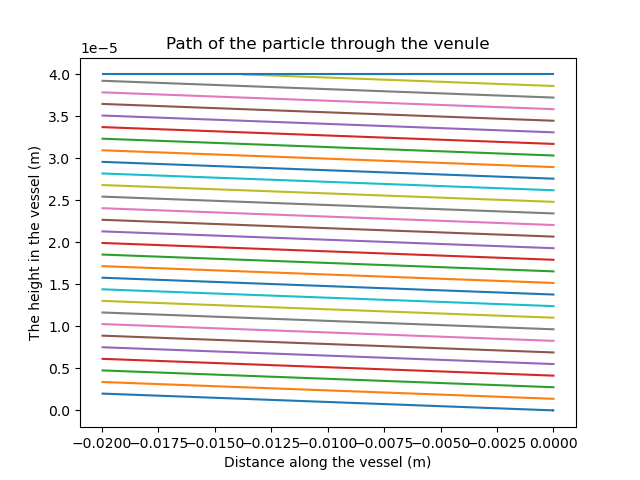 Path of the particle through the venule
1e−5
4.0
3.5
3.0
2.5
2.0
1.5
1.0
0.5
0.0
The height in the vessel (m)
−0.0200 −0.0175 −0.0150 −0.0125 −0.0100 −0.0075 −0.0050 −0.0025 0.0000
Distance along the vessel (m)